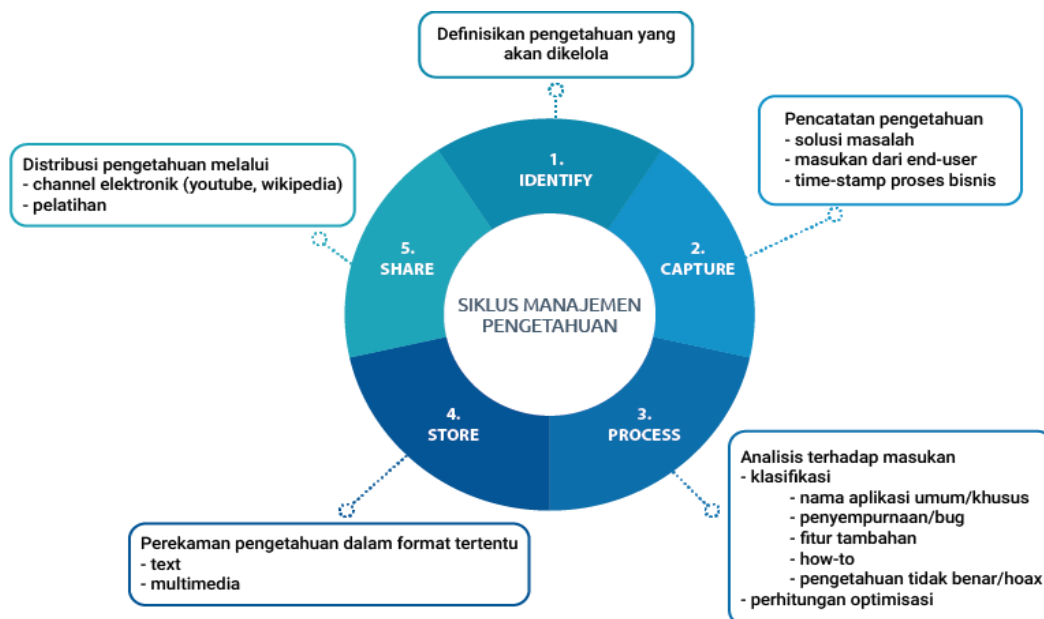 Definisikan pengetahuan yang
akan dikelola
Pencatatan pengetahuan
- solusi masalah
- masukan dari end-user
- time-stamp proses bisnis
Distribusi pengetahuan melalui
- channel elektronik (youtube, wikipedia)
- pelatihan
1.
IDENTIFY
2.
CAPTURE
5.
SHARE
SIKLUS MANAJEMEN
PENGETAHUAN
4.
STORE
3.
PROCESS
Analisis terhadap masukan
- klasifikasi
- nama aplikasi umum/khusus
- penyempurnaan/bug
- fitur tambahan
- how-to
- pengetahuan tidak benar/hoax
- perhitungan optimisasi
Perekaman pengetahuan dalam format tertentu
- text
- multimedia